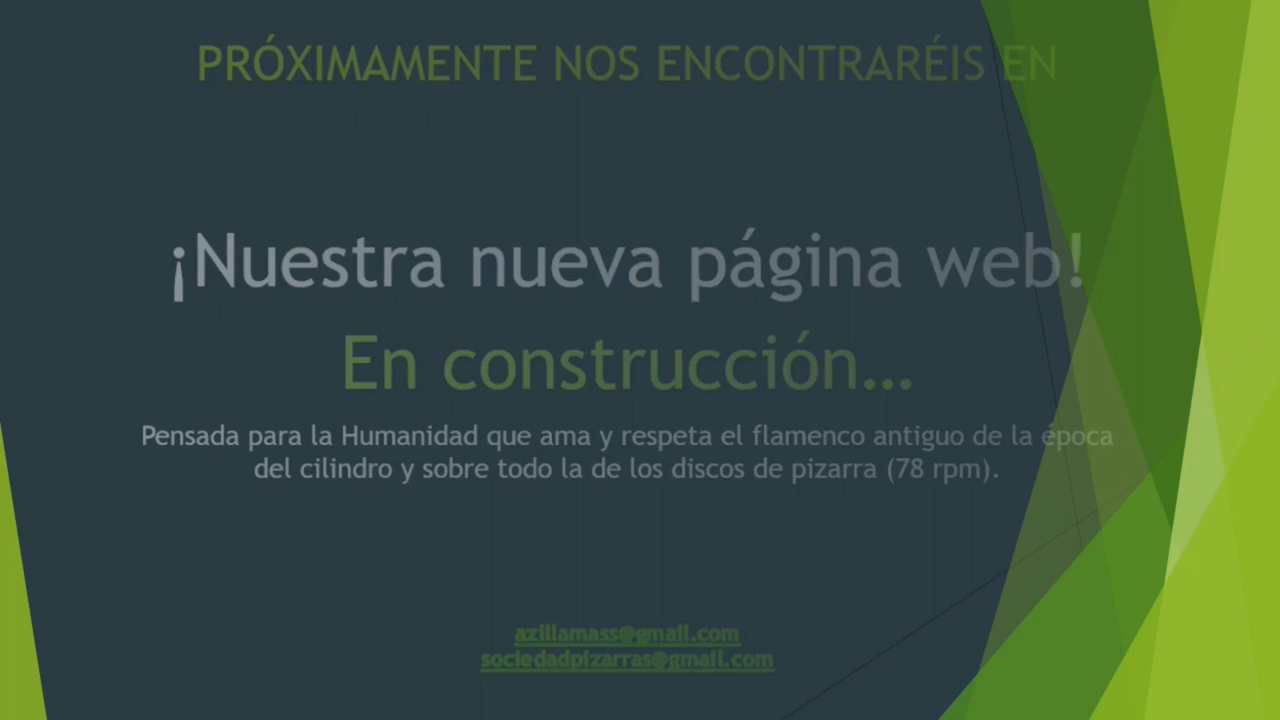 PRÓXIMAMENTE NOS ENCONTRARÉIS EN
¡Nuestra nueva página web!
En construcción…
Pensada para la Humanidad que ama y respeta el flamenco antiguo de la época
del cilindro y sobre todo la de los discos de pizarra (78 rpm).
azillamass@gmail.com
sociedadpizarras@gmail.com